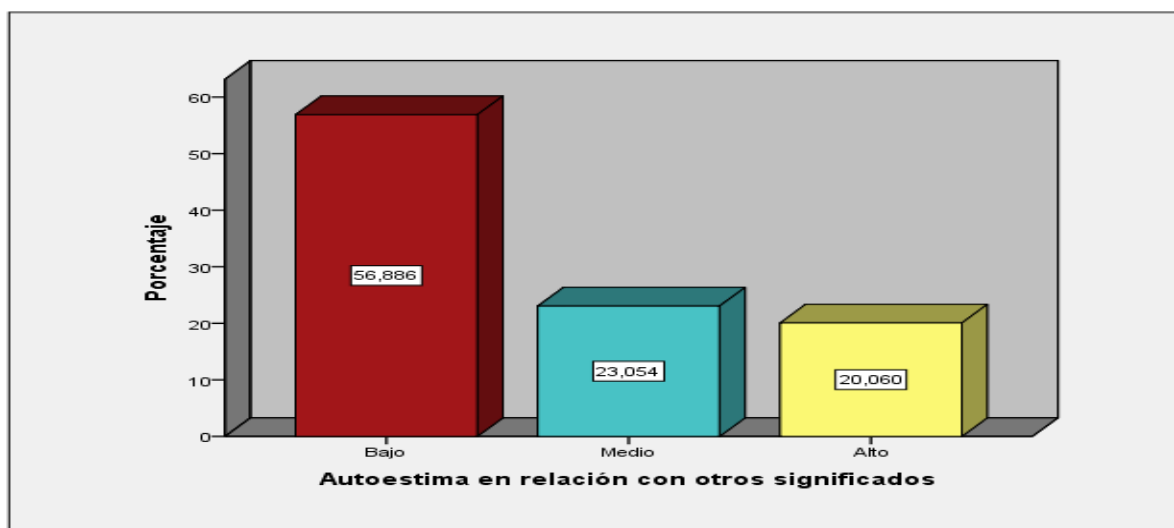 Porcentaje
60
50
40
30
20
10
0
56,886
23,054
20,060
Bajo
Medio
Alto
Autoestima en relación con otros significados